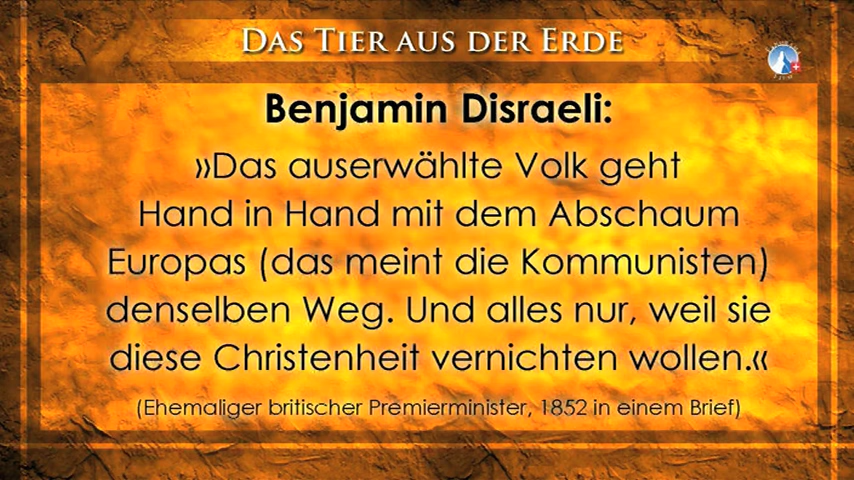 DAS TIER AUS DER ERDE
Benjamin Disraeli:
»Das auserwählte Volk geht
Hand in Hand mit dem Abschaum
Europas (das meint die Kommunisten)
denselben Weg. Und alles nur, weil sie
diese Christenheit vernichten wollen.«
(Ehemaliger britischer Premierminister, 1852 in einem Brief)